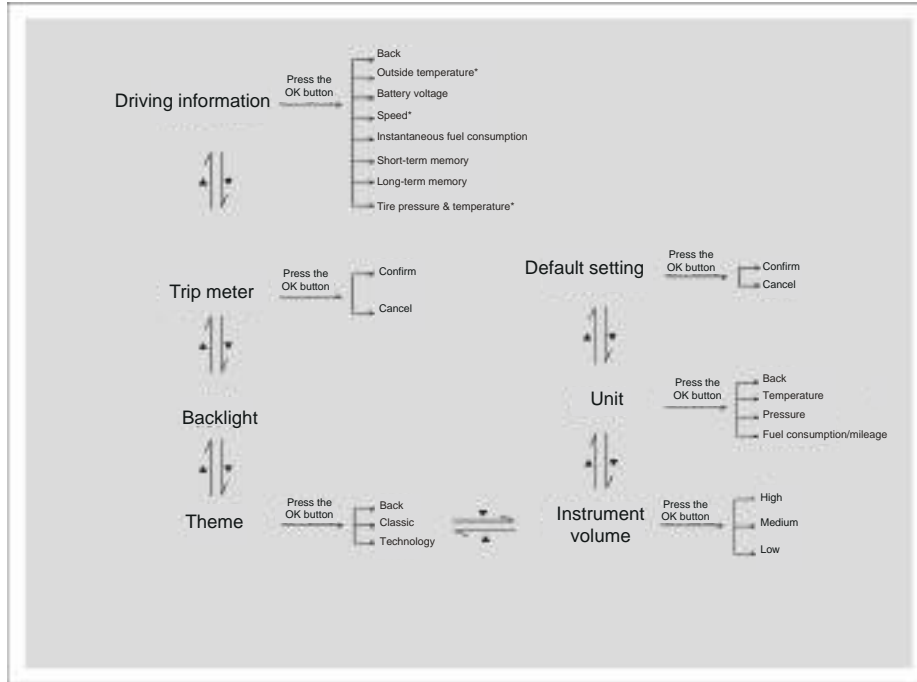 Driving information
Press the
OK button
Back
Outside temperature*
Battery voltage
Speed*
Instantaneous fuel consumption
Short-term memory
Long-term memory
Tire pressure & temperature*
Trip meter
Press the
OK button
Confirm
Cancel
Backlight
Theme
Press the
OK button
Back
Classic
Technology
Default setting
Press the
OK button
Confirm
Cancel
Unit
Press the
OK button
Back
Temperature
Pressure
Fuel consumption/mileage
Instrument
volume
Press the
OK button
High
Medium
Low